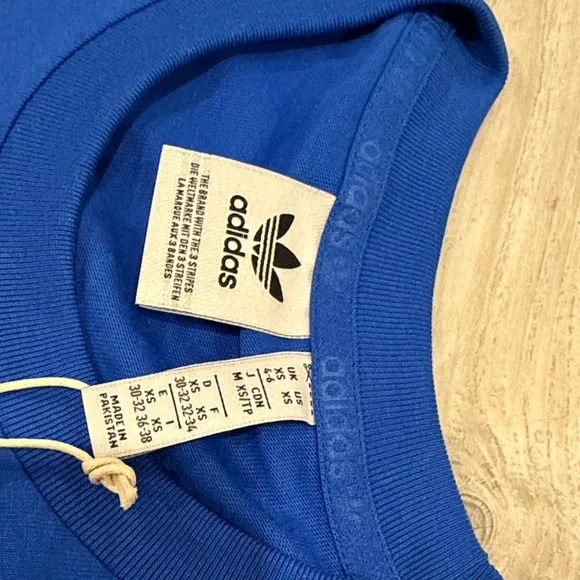 adidas
THE BRAND WITH THE 3 STRIPES
DIE WELTMARKE MIT DEN 3 STREIFEN
LA MARQUE AUX 3 BANDES
UK US
XS XS
4-6
J CDN
M XS/TP
D F
XS XS
30-32 32-34
E I
XS XS
30-32 36-38
MADE IN
PAKISTAN
adidas
adidas